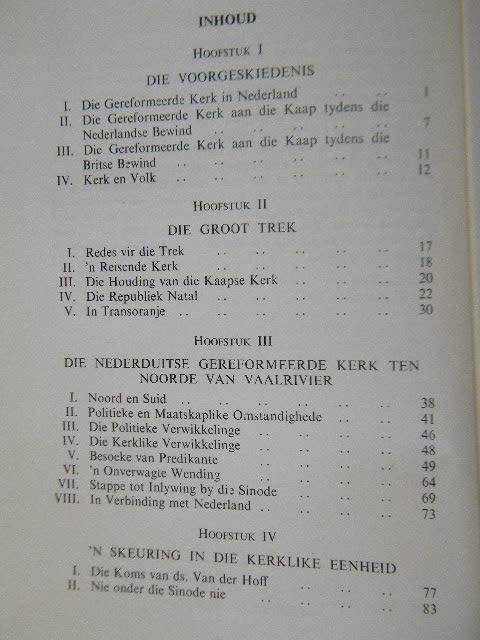 INHOUD
HOOFSTUK I
DIE VOORGESKIEDENIS
I. Die Gereformeerde Kerk in Nederland .. .. 1
II. Die Gereformeerde Kerk aan die Kaap tydens die
Nederlandse Bewind .. .. .. .. 7
III. Die Gereformeerde Kerk aan die Kaap tydens die
Britse Bewind .. .. .. .. .. 11
IV. Kerk en Volk .. .. .. .. .. 12
HOOFSTUK II
DIE GROOT TREK
I. Redes vir die Trek .. .. .. .. 17
II. 'n Reisende Kerk .. .. .. .. 18
III. Die Houding van die Kaapse Kerk .. .. .. 20
IV. Die Republiek Natal .. .. .. .. 22
V. In Transoranje .. .. .. .. .. 30
HOOFSTUK III
DIE NEDERDUITSE GEREFORMEERDE KERK TEN
NOORDE VAN VAALRIVIER
I. Noord en Suid .. .. .. .. .. 38
II. Politieke en Maatskaplike Omstandighede .. .. 41
III. Die Politieke Verwikkelinge .. .. .. 46
IV. Die Kerklike Verwikkelinge .. .. .. 48
V. Besoeke van Predikante .. .. .. 49
VI. 'n Onverwagte Wending .. .. .. 64
VII. Stappe tot Inlywing by die Sinode .. .. 69
VIII. In Verbinding met Nederland .. .. .. 73
HOOFSTUK IV
'N SKEURING IN DIE KERKLIKE EENHEID
I. Die Koms van ds. Van der Hoff .. .. .. 77
II. Nie onder die Sinode nie .. .. .. 83